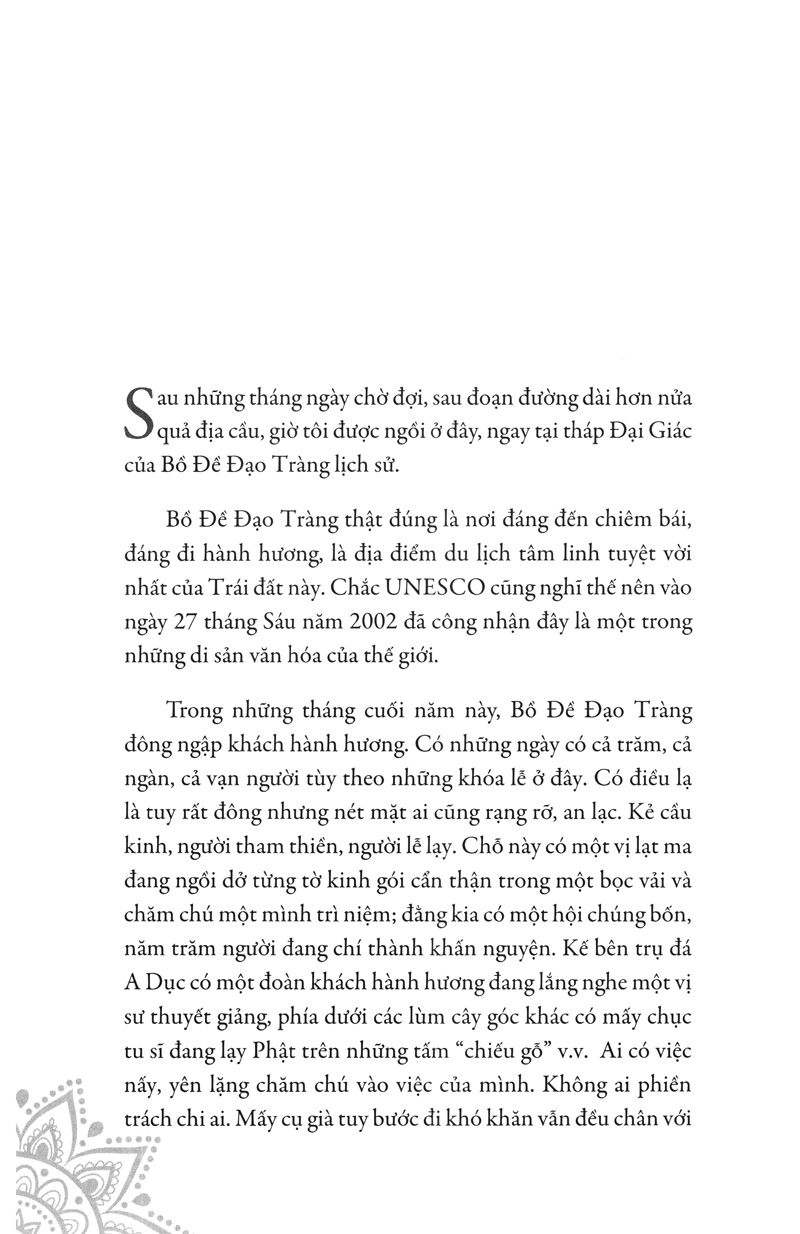 Sau những tháng ngày chờ đợi, sau đoạn đường dài hơn nửa
quả địa cầu, giờ tôi được ngồi ở đây, ngay tại tháp Đại Giác
của Bồ Đề Đạo Tràng lịch sử.
Bồ Đề Đạo Tràng thật đúng là nơi đáng đến chiêm bái,
đáng đi hành hương, là địa điểm du lịch tâm linh tuyệt vời
nhất của Trái đất này. Chắc UNESCO cũng nghĩ thế nên vào
ngày 27 tháng Sáu năm 2002 đã công nhận đây là một trong
những di sản văn hóa của thế giới.
Trong những tháng cuối năm này, Bồ Đề Đạo Tràng
đông ngập khách hành hương. Có những ngày có cả trăm, cả
ngàn, cả vạn người tùy theo những khóa lễ ở đây. Có điều lạ
là tuy rất đông nhưng nét mặt ai cũng rạng rỡ, an lạc. Kẻ cầu
kinh, người tham thiền, người lễ lạy. Chỗ này có một vị lạt ma
đang ngồi dở từng tờ kinh gói cẩn thận trong một bọc vải và
chăm chú một mình trì niệm; đằng kia có một hội chúng bốn,
năm trăm người đang chí thành khấn nguyện. Kế bên trụ đá
A Dục có một đoàn khách hành hương đang lắng nghe một vị
sư thuyết giảng, phía dưới các lùm cây góc khác có mấy chục
tu sĩ đang lạy Phật trên những tấm “chiếu gỗ” v.v. Ai có việc
nấy, yên lặng chăm chú vào việc của mình. Không ai phiền
trách chi ai. Mấy cụ già tuy bước đi khó khăn vẫn đều chân với